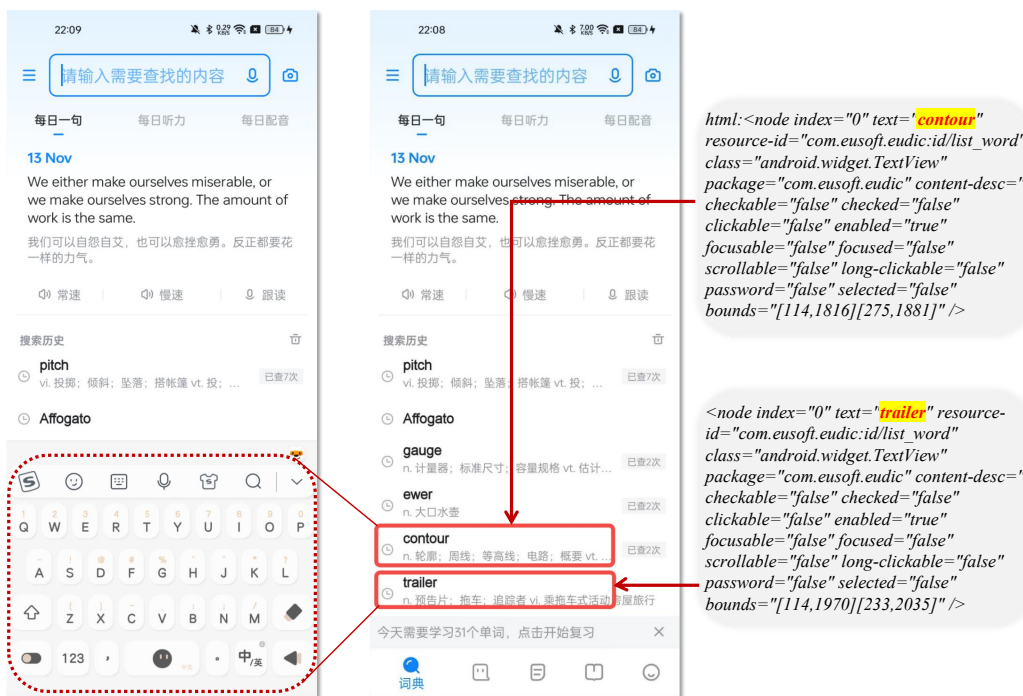 22:09
0.29 KB/S
84
请输入需要查找的内容
每日一句
每日听力
每日配音
13 Nov
We either make ourselves miserable, or
we make ourselves strong. The amount of
work is the same.
我们可以自怨自艾，也可以愈挫愈勇。反正都要花
一样的力气。
常速
慢速
跟读
搜索历史
pitch
vi. 投掷；倾斜；坠落；搭帐篷 vt. 投；...
已查7次
Affogato
1 2 3 4 5 6 7 8 9 0
Q W E R T Y U I O P
A S D F G H J K L
Z X C V B N M
123
，
。
中/英
22:08
7.00 KB/S
84
请输入需要查找的内容
每日一句
每日听力
每日配音
13 Nov
We either make ourselves miserable, or
we make ourselves strong. The amount of
work is the same.
我们可以自怨自艾，也可以愈挫愈勇。反正都要花
一样的力气。
常速
慢速
跟读
搜索历史
pitch
vi. 投掷；倾斜；坠落；搭帐篷 vt. 投；...
已查7次
Affogato
gauge
n. 计量器；标准尺寸；容量规格 vt. 估计...
已查2次
ewer
n. 大口水壶
已查2次
contour
n. 轮廓；周线；等高线；电路；概要 vt. ...
已查2次
trailer
n. 预告片；拖车；追踪者 vi. 乘拖车式活动房屋旅行
今天需要学习31个单词，点击开始复习
词典
html:<node index="0" text="contour"
resource-id="com.eusoft.eudic:id/list_word"
class="android.widget.TextView"
package="com.eusoft.eudic" content-desc="
checkable="false" checked="false"
clickable="false" enabled="true"
focusable="false" focused="false"
scrollable="false" long-clickable="false"
password="false" selected="false"
bounds="[114,1816][275,1881]" />
<node index="0" text="trailer" resource-
id="com.eusoft.eudic:id/list_word"
class="android.widget.TextView"
package="com.eusoft.eudic" content-desc="
checkable="false" checked="false"
clickable="false" enabled="true"
focusable="false" focused="false"
scrollable="false" long-clickable="false"
password="false" selected="false"
bounds="[114,1970][233,2035]" />